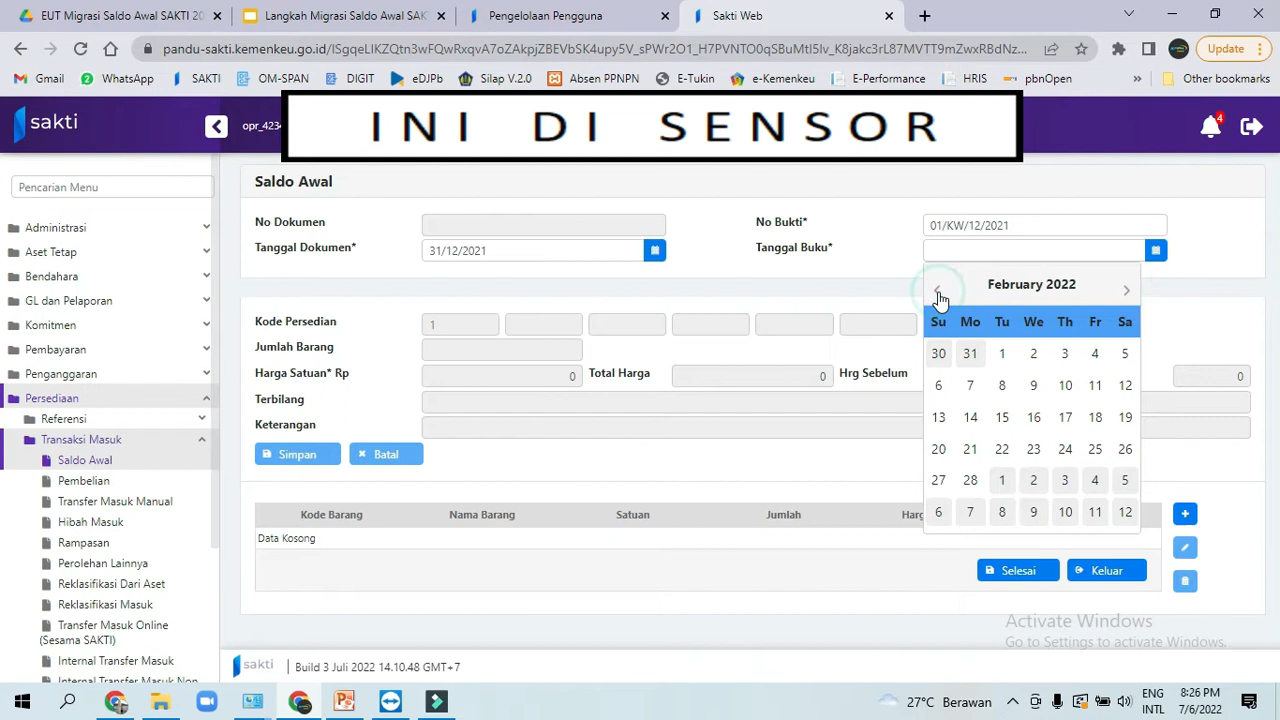 EUT Migrasi Saldo Awal SAKTI 20
Langkah Migrasi Saldo Awal SAKTI
Pengelolaan Pengguna
Sakti Web
pandu-sakti.kemenkeu.go.id/
Update
Gmail
WhatsApp
SAKTI
OM-SPAN
DIGIT
eDJPb
Silap V.2.0
Absen PPNPN
E-Tukin
e-Kemenkeu
E-Performance
HRIS
pbnOpen
»
Other bookmarks
sakti
INI DI SENSOR
4
Pencarian Menu
Administrasi
Aset Tetap
Bendahara
GL dan Pelaporan
Komitmen
Pembayaran
Penganggaran
Persediaan
Referensi
Transaksi Masuk
Saldo Awal
Pembelian
Transfer Masuk Manual
Hibah Masuk
Rampasan
Perolehan Lainnya
Reklasifikasi Dari Aset
Reklasifikasi Masuk
Transfer Masuk Online
(Sesama SAKTI)
Internal Transfer Masuk
Internal Transfer Masuk Non
Saldo Awal
No Dokumen
No Bukti*
01/KW/12/2021
Tanggal Dokumen*
31/12/2021
Tanggal Buku*
February 2022
Su Mo Tu We Th Fr Sa
30 31 1 2 3 4 5
6 7 8 9 10 11 12
13 14 15 16 17 18 19
20 21 22 23 24 25 26
27 28 1 2 3 4 5
6 7 8 9 10 11 12
Kode Persedian
1
Jumlah Barang
Harga Satuan* Rp
0
Total Harga
0
Hrg Sebelum
0
Terbilang
Keterangan
Simpan
Batal
Kode Barang
Nama Barang
Satuan
Jumlah
Data Kosong
Selesai
Keluar
Activate Windows
Go to Settings to activate Windows.
sakti
Build 3 Juli 2022 14.10.48 GMT+7
27°C Berawan
ENG
INTL
8:26 PM
7/6/2022